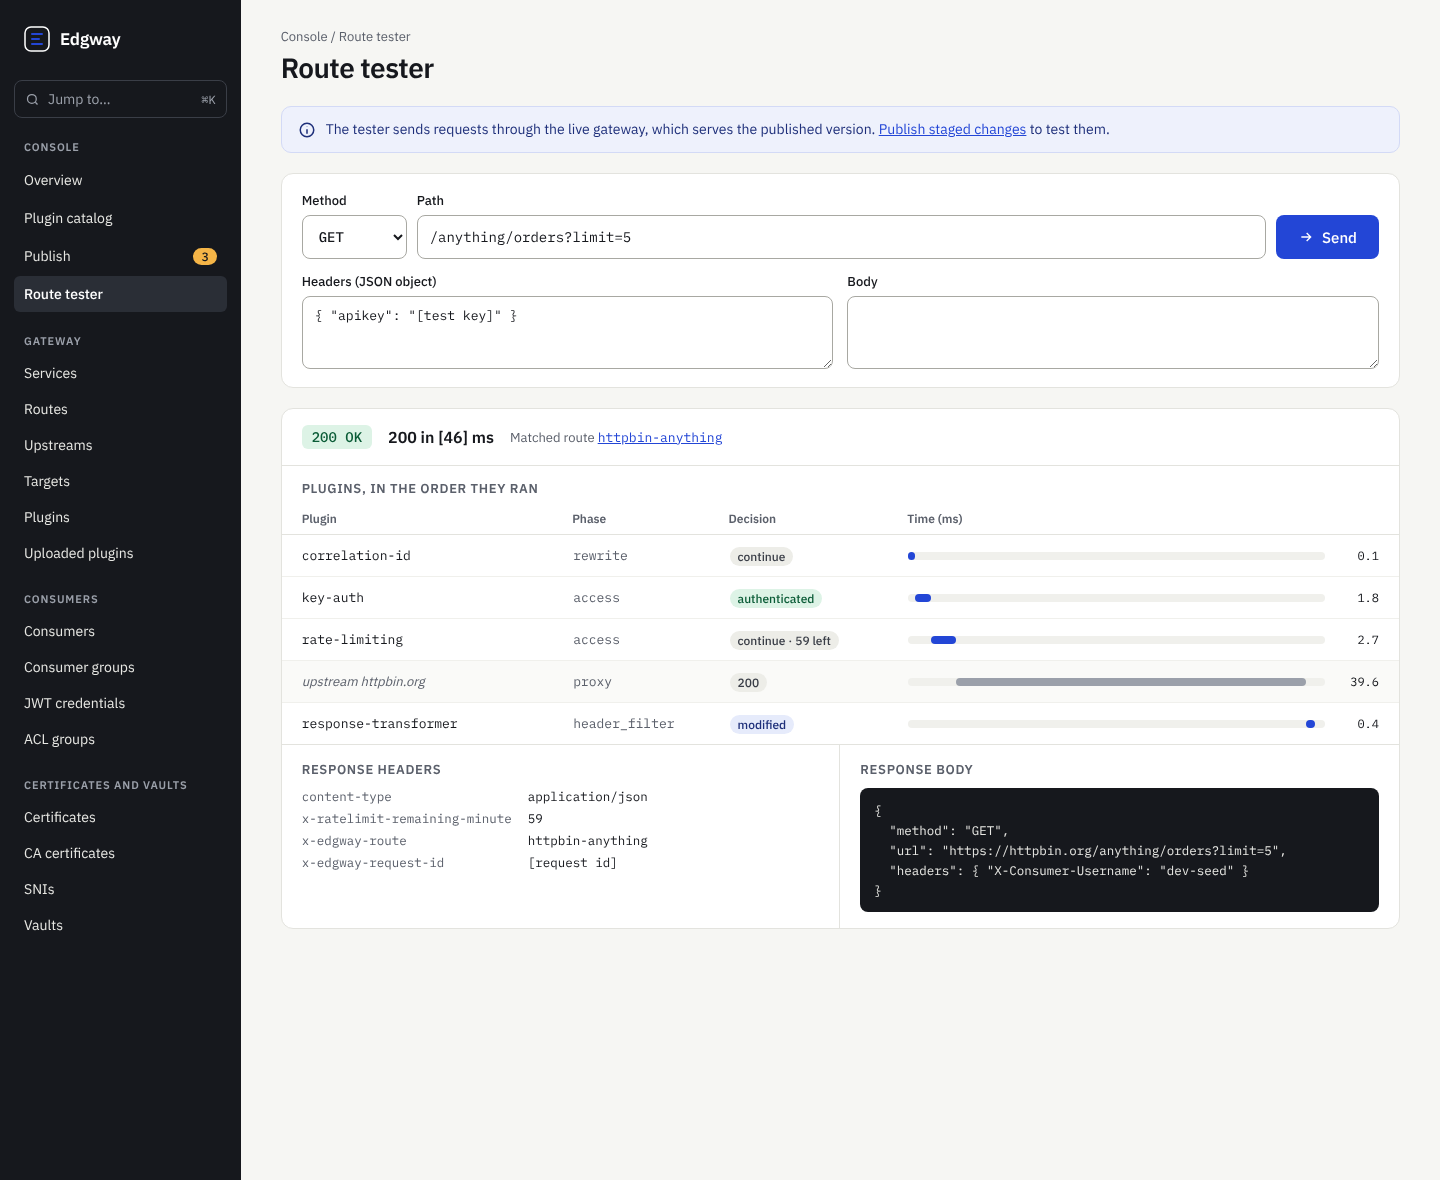 Edgway
Jump to...
⌘K
CONSOLE
Overview
Plugin catalog
Publish
3
Route tester
GATEWAY
Services
Routes
Upstreams
Targets
Plugins
Uploaded plugins
CONSUMERS
Consumers
Consumer groups
JWT credentials
ACL groups
CERTIFICATES AND VAULTS
Certificates
CA certificates
SNIs
Vaults
Console / Route tester
Route tester
The tester sends requests through the live gateway, which serves the published version. Publish staged changes to test them.
Method
Path
GET
/anything/orders?limit=5
Send
Headers (JSON object)
Body
{ "apikey": "[test key]" }
200 OK
200 in [46] ms
Matched route httpbin-anything
PLUGINS, IN THE ORDER THEY RAN
Plugin Phase Decision Time (ms)
correlation-id rewrite continue 0.1
key-auth access authenticated 1.8
rate-limiting access continue · 59 left 2.7
upstream httpbin.org proxy 200 39.6
response-transformer header_filter modified 0.4
RESPONSE HEADERS
content-type application/json
x-ratelimit-remaining-minute 59
x-edgway-route httpbin-anything
x-edgway-request-id [request id]
RESPONSE BODY
{
"method": "GET",
"url": "https://httpbin.org/anything/orders?limit=5",
"headers": { "X-Consumer-Username": "dev-seed" }
}